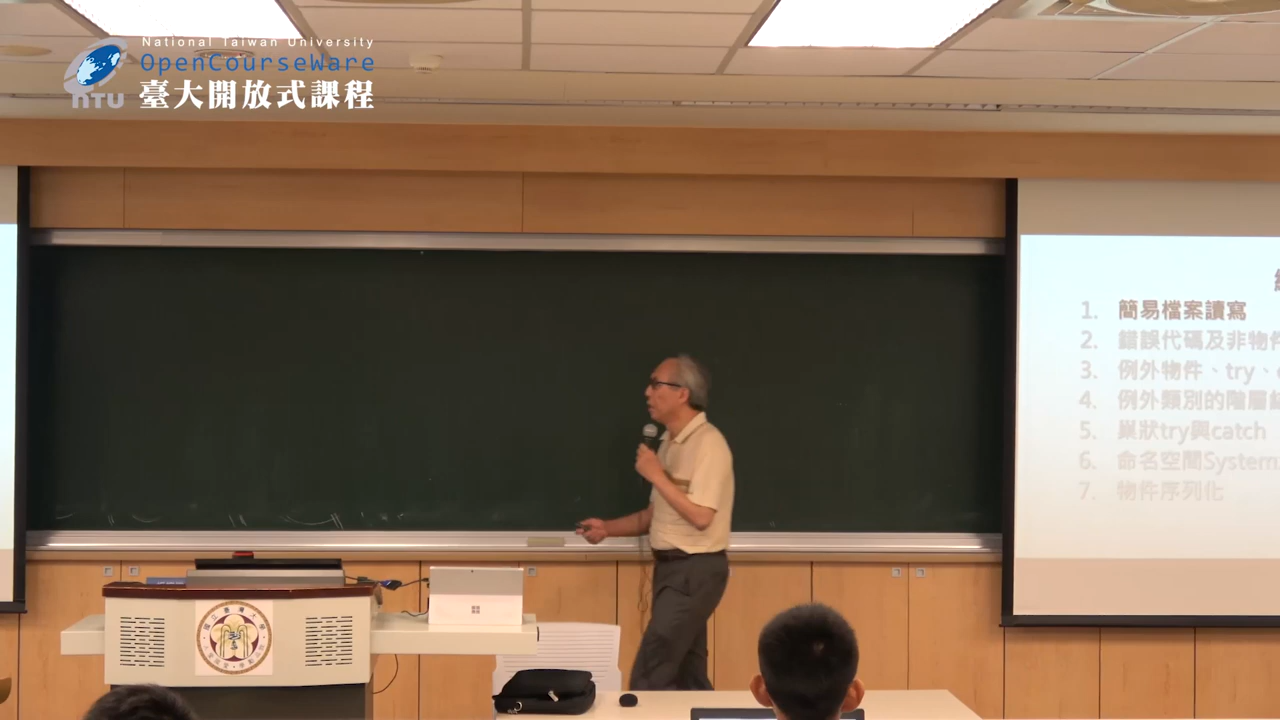 National Taiwan University
OpenCourseWare
nTU
臺大開放式課程
1. 簡易檔案讀寫
2. 錯誤代碼及非物件
3. 例外物件、try、
4. 例外類別的階層
5. 巢狀try與catch
6. 命名空間System
7. 物件序列化